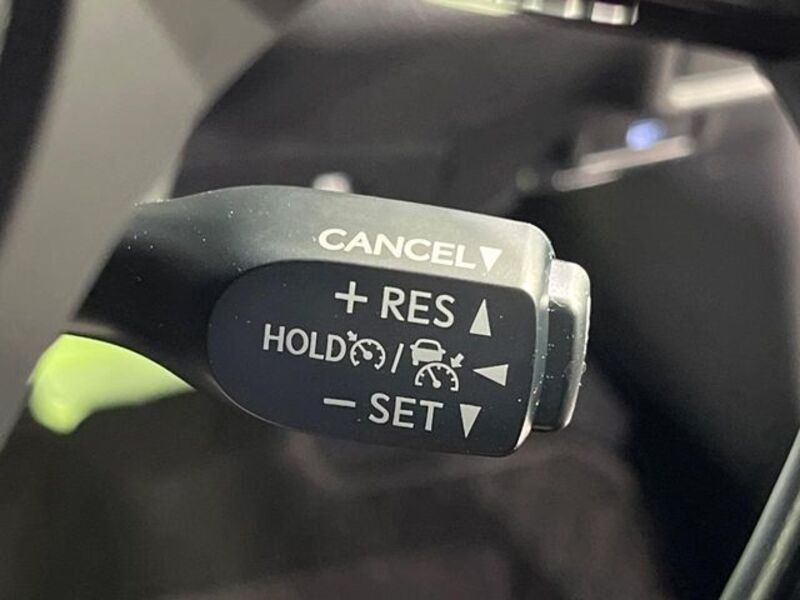 CANCEL▼
+ RES ▲
HOLD / ◀
− SET ▼